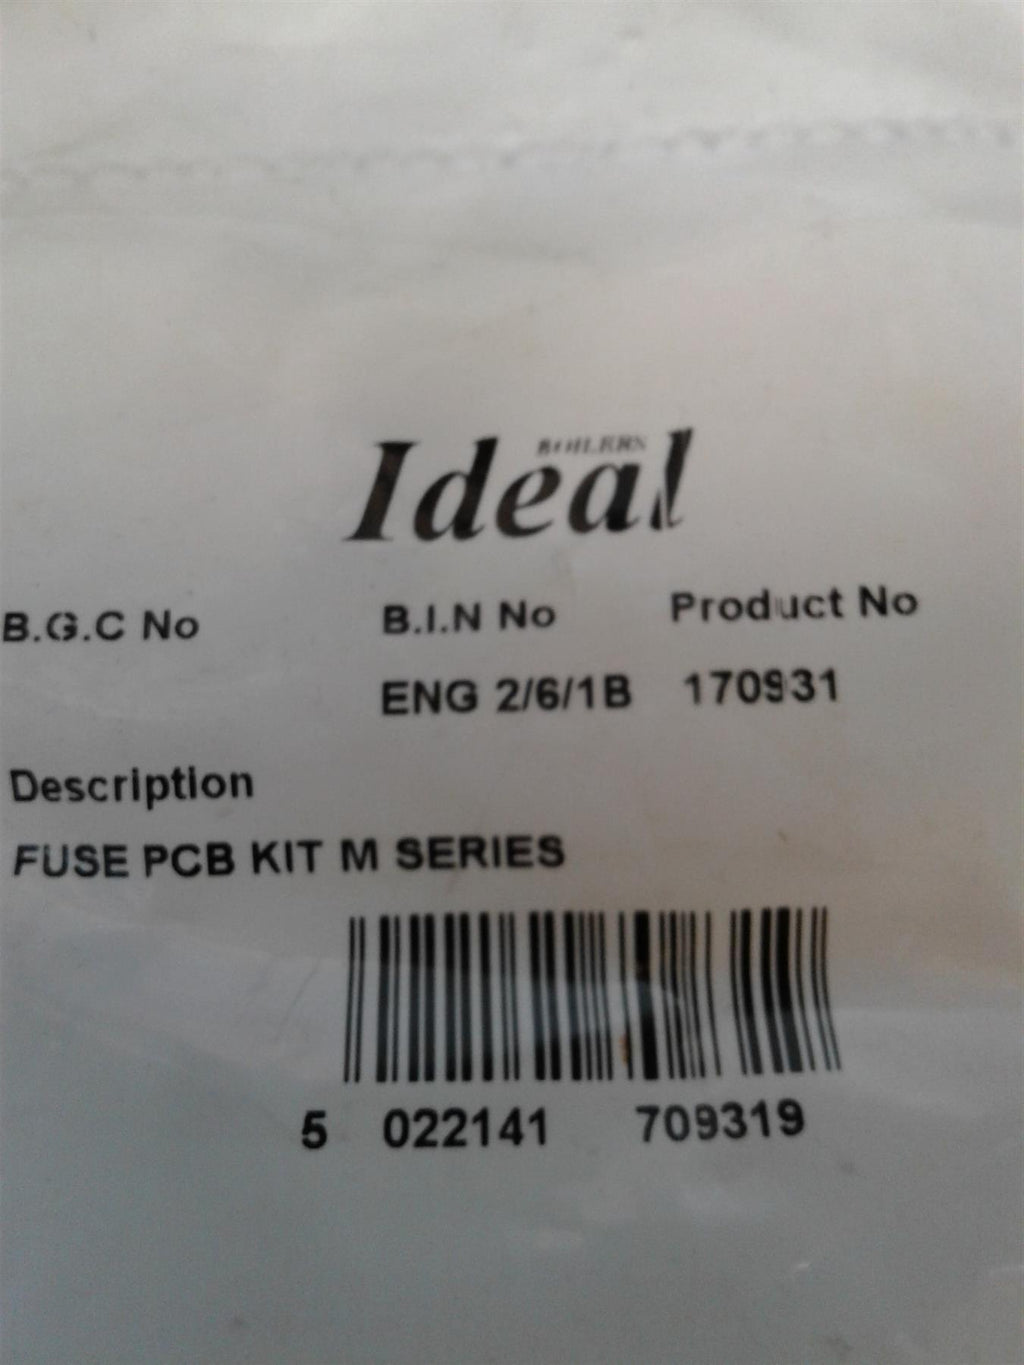 BOILERS
Ideal
B.G.C No B.I.N No Product No
ENG 2/6/1B 170931
Description
FUSE PCB KIT M SERIES
5 022141 709319